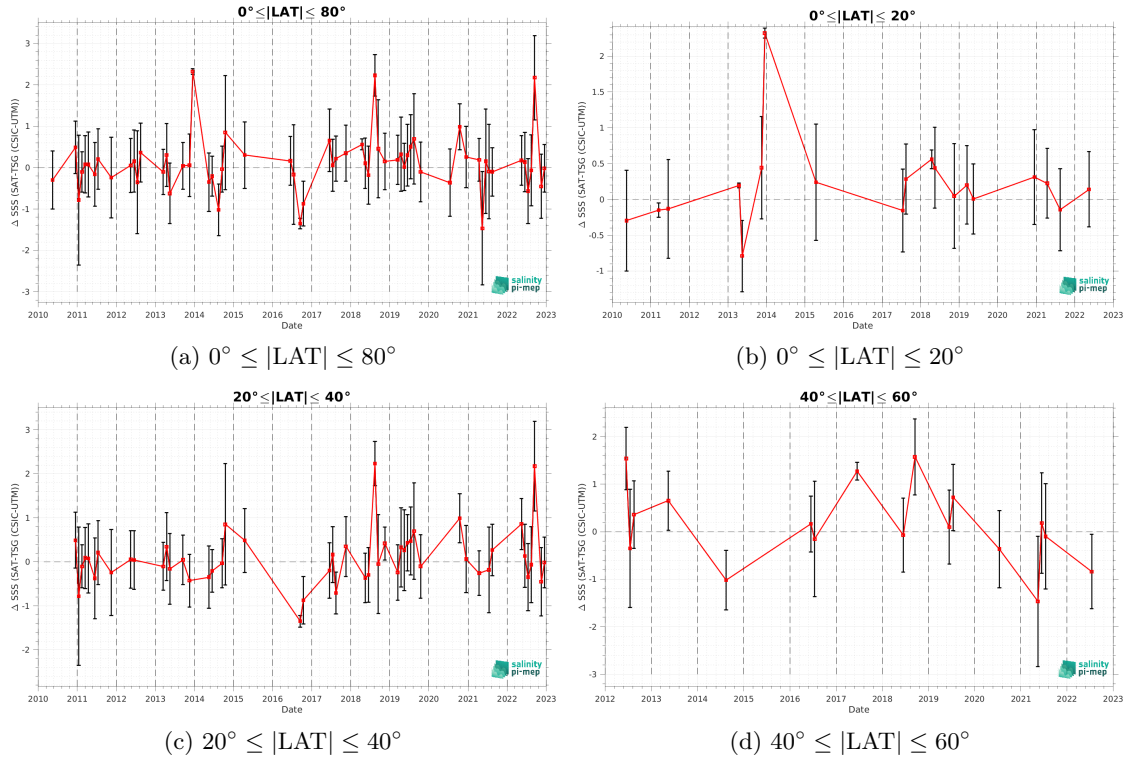 0°≤|LAT|≤ 80°
Δ SSS (SAT-TSG (CSIC-UTM))
3
2
1
0
-1
-2
-3
salinity
pi-mep
2010 2011 2012 2013 2014 2015 2016 2017 2018 2019 2020 2021 2022 2023
Date
(a) 0° ≤ |LAT| ≤ 80°
0°≤|LAT|≤ 20°
Δ SSS (SAT-TSG (CSIC-UTM))
2
1.5
1
0.5
0
-0.5
-1
salinity
pi-mep
2010 2011 2012 2013 2014 2015 2016 2017 2018 2019 2020 2021 2022 2023
Date
(b) 0° ≤ |LAT| ≤ 20°
20°≤|LAT|≤ 40°
Δ SSS (SAT-TSG (CSIC-UTM))
3
2
1
0
-1
-2
salinity
pi-mep
2010 2011 2012 2013 2014 2015 2016 2017 2018 2019 2020 2021 2022 2023
Date
(c) 20° ≤ |LAT| ≤ 40°
40°≤|LAT|≤ 60°
Δ SSS (SAT-TSG (CSIC-UTM))
2
1
0
-1
-2
-3
salinity
pi-mep
2012 2013 2014 2015 2016 2017 2018 2019 2020 2021 2022 2023
Date
(d) 40° ≤ |LAT| ≤ 60°